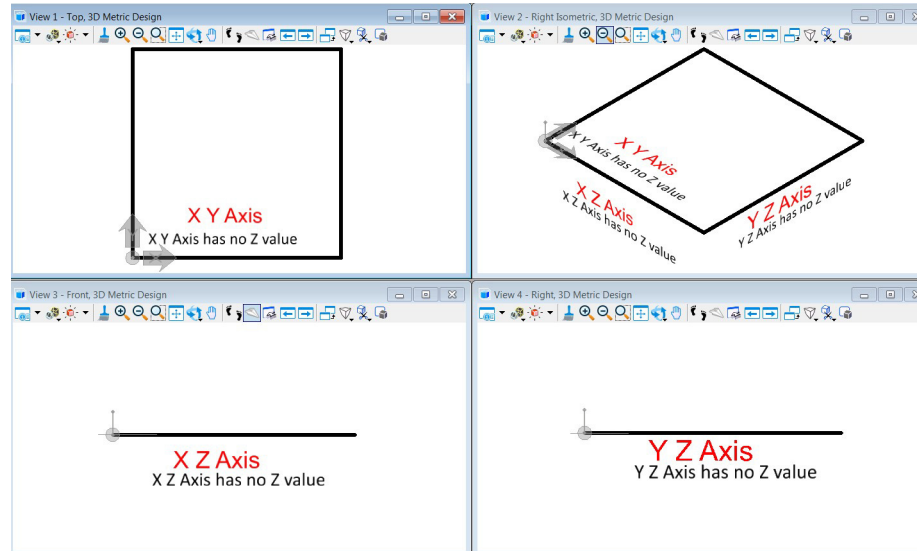 View 1 - Top, 3D Metric Design
X Y Axis
X Y Axis has no Z value
View 2 - Right Isometric, 3D Metric Design
X Y Axis
X Y Axis has no Z value
X Z Axis
X Z Axis has no Z value
Y Z Axis
Y Z Axis has no Z value
View 3 - Front, 3D Metric Design
X Z Axis
X Z Axis has no Z value
View 4 - Right, 3D Metric Design
Y Z Axis
Y Z Axis has no Z value